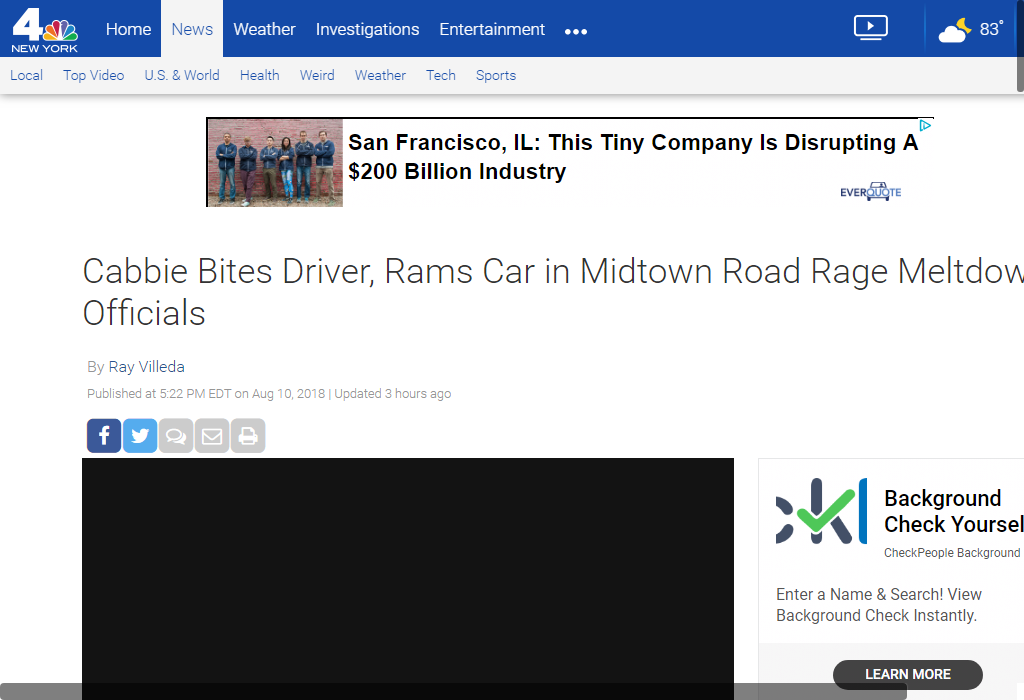 4
NEW YORK
Home News Weather Investigations Entertainment •••
83°
Local Top Video U.S. & World Health Weird Weather Tech Sports
San Francisco, IL: This Tiny Company Is Disrupting A
$200 Billion Industry
EVERQUOTE
Cabbie Bites Driver, Rams Car in Midtown Road Rage Meltdow
Officials
By Ray Villeda
Published at 5:22 PM EDT on Aug 10, 2018 | Updated 3 hours ago
Background
Check Yoursel
CheckPeople Background
Enter a Name & Search! View
Background Check Instantly.
LEARN MORE